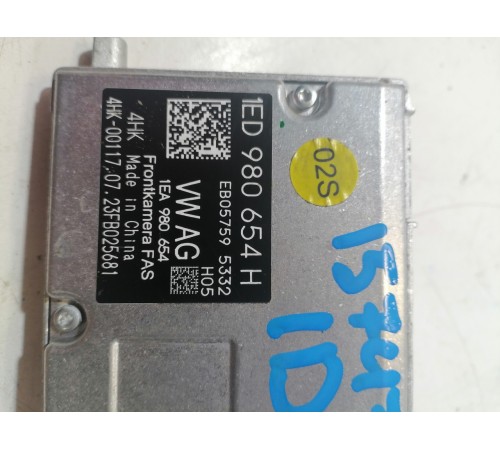 1ED 980 654 H
EB05759 5332
VW AG H05
1EA 980 654
Frontkamera FAS
4HK Made in China
4HK-00117,07.23FB025681
02S
ID